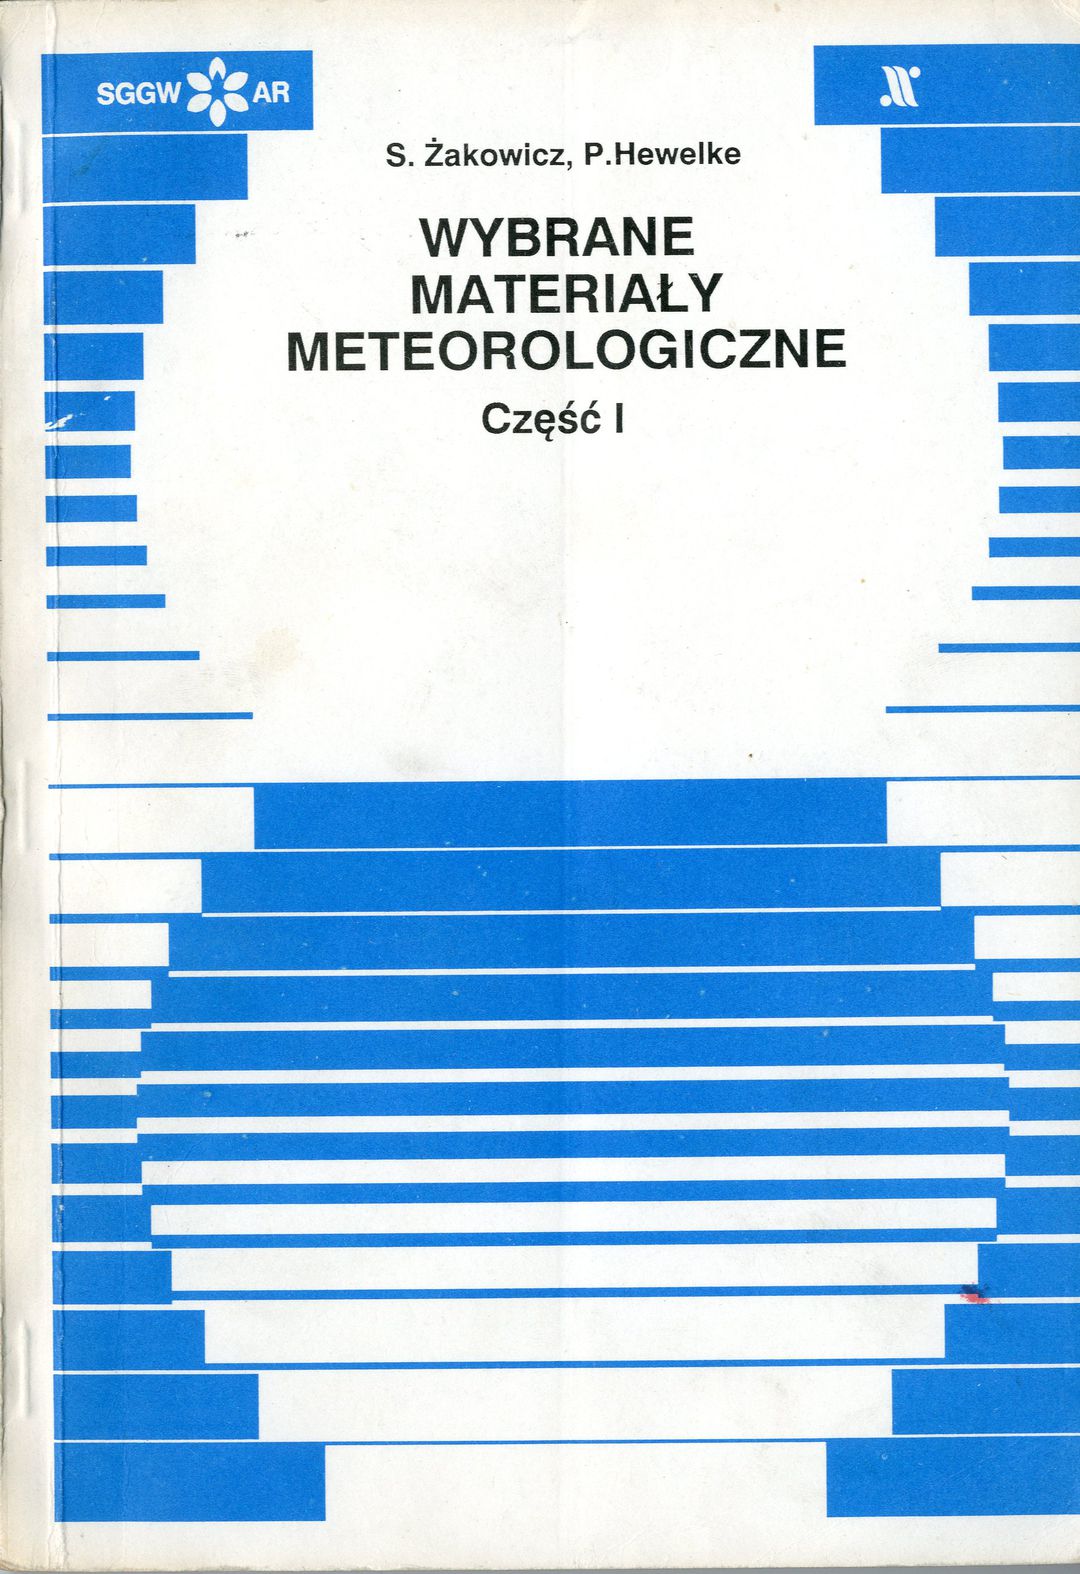 SGGW AR
S. Żakowicz, P.Hewelke
WYBRANE
MATERIAŁY
METEOROLOGICZNE
Część I